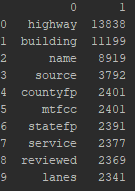 0 1
0 highway 13838
1 building 11199
2 name 8919
3 source 3792
4 countyfp 2401
5 mtfcc 2401
6 statefp 2391
7 service 2377
8 reviewed 2369
9 lanes 2341